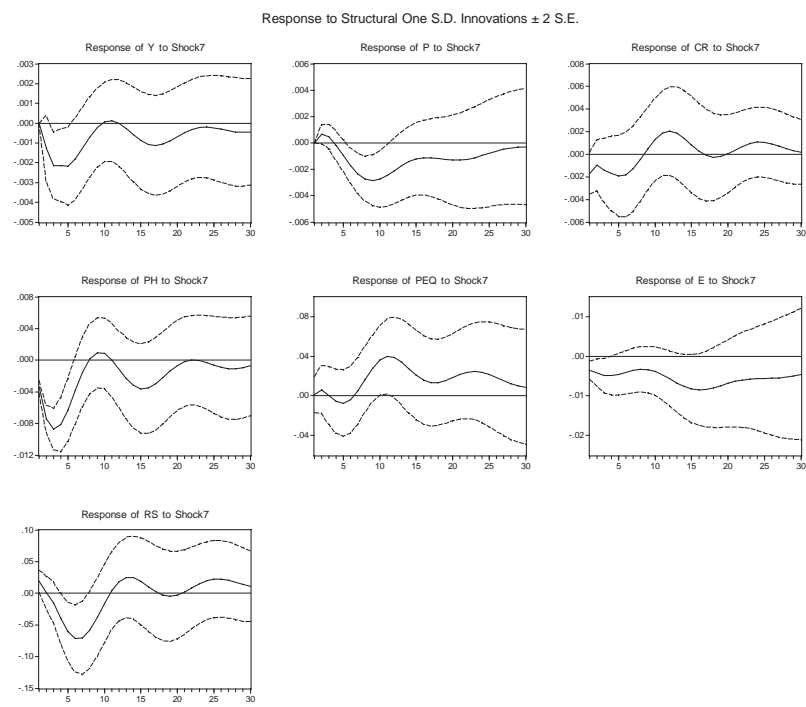 Response to Structural One S.D. Innovations ± 2 S.E.
Response of Y to Shock7
.003
.002
.001
.000
-.001
-.002
-.003
-.004
-.005
5 10 15 20 25 30
Response of P to Shock7
.006
.004
.002
.000
-.002
-.004
-.006
5 10 15 20 25 30
Response of CR to Shock7
.008
.006
.004
.002
.000
-.002
-.004
-.006
5 10 15 20 25 30
Response of PH to Shock7
.008
.004
.000
-.004
-.008
-.012
5 10 15 20 25 30
Response of PEQ to Shock7
.08
.04
.00
-.04
5 10 15 20 25 30
Response of E to Shock7
.01
.00
-.01
-.02
5 10 15 20 25 30
Response of RS to Shock7
.10
.05
.00
-.05
-.10
-.15
5 10 15 20 25 30